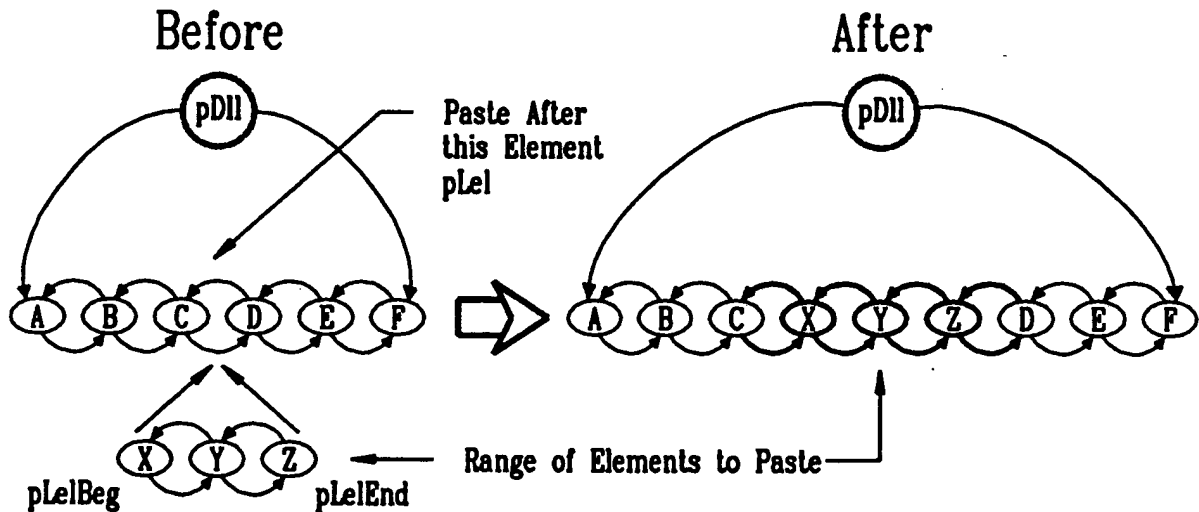 Before
After
pDll
pDll
Paste After
this Element
pLel
A B C D E F
A B C X Y Z D E F
X Y Z
Range of Elements to Paste
pLelBeg
pLelEnd